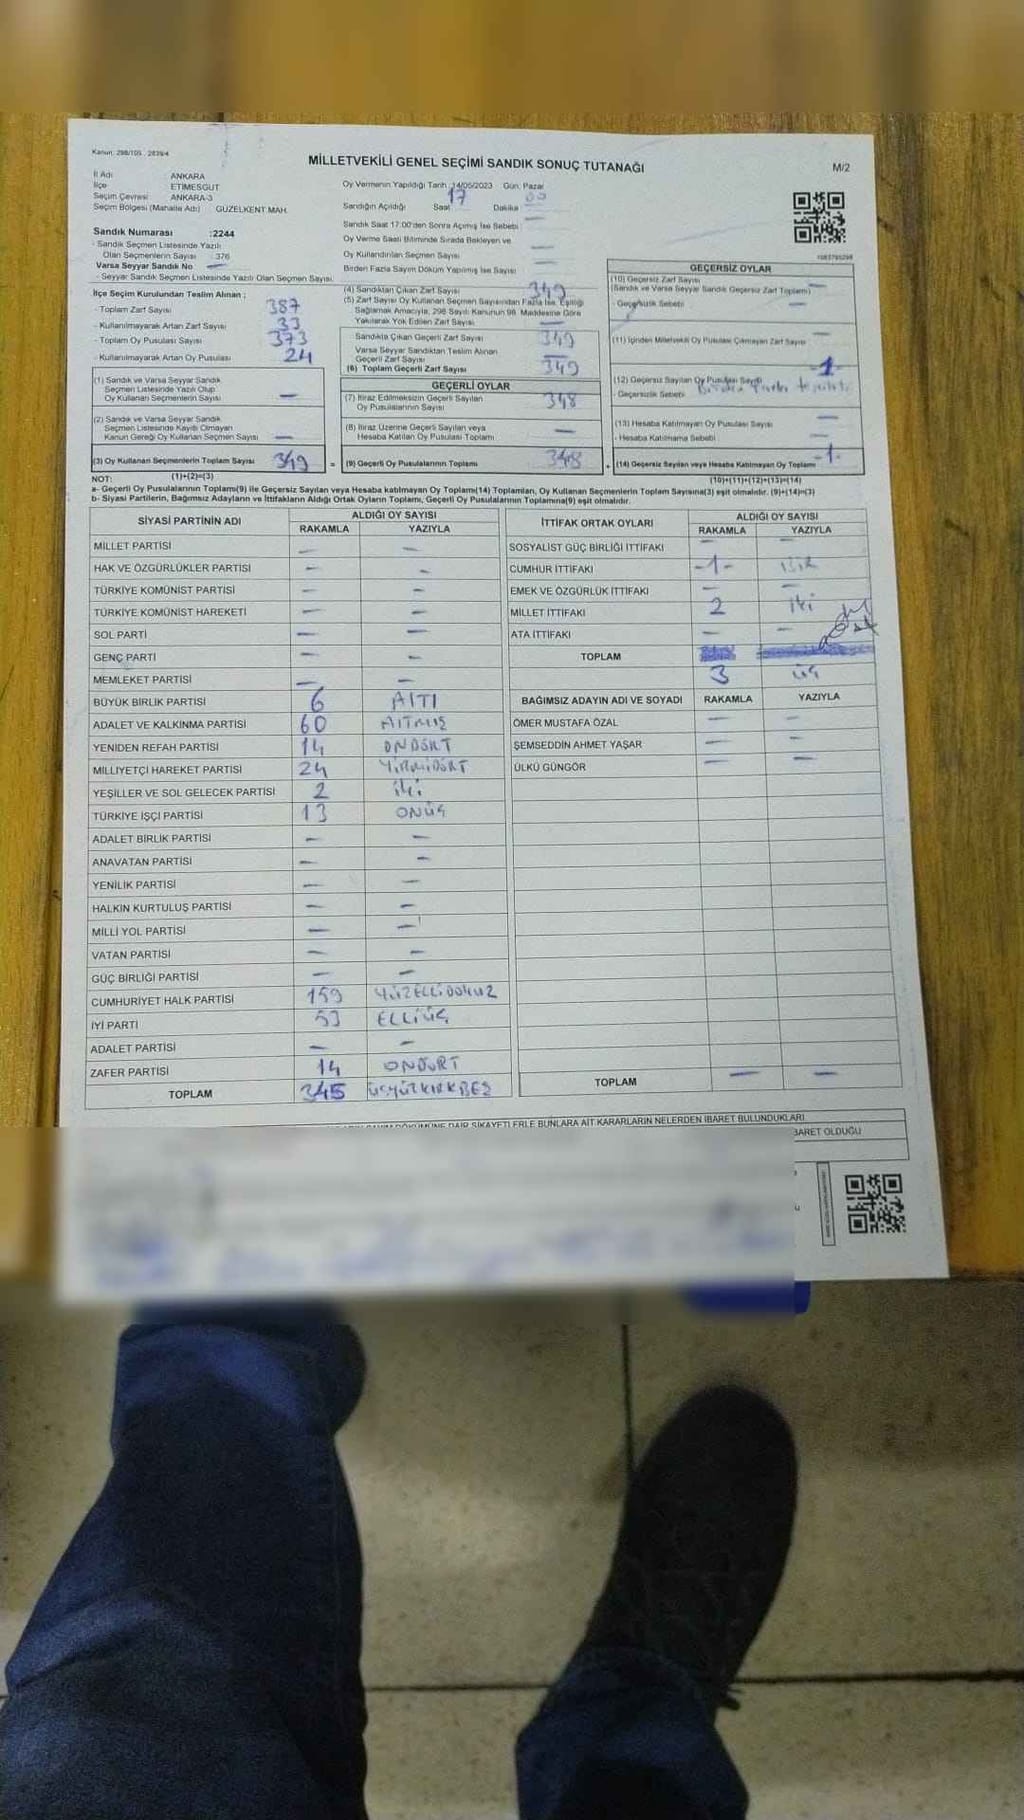 Kanun: 298/105 2839/4
MİLLETVEKİLİ GENEL SEÇİMİ SANDIK SONUÇ TUTANAĞI
M/2
İl Adı ANKARA
İlçe ETİMESGUT
Seçim Çevresi ANKARA-3
Seçim Bölgesi (Mahalle Adı) GÜZELKENT MAH.
Oy Vermenin Yapıldığı Tarih :14/05/2023 Gün: Pazar
Sandığın Açıldığı Saat 17 Dakika 00
Sandık Saat 17:00'den Sonra Açılmış İse Sebebi —
Oy Verme Saati Bitiminde Sırada Bekleyen ve
Oy Kullandırılan Seçmen Sayısı —
Birden Fazla Sayım Döküm Yapılmış İse Sayısı —
Sandık Numarası :2244
- Sandık Seçmen Listesinde Yazılı
Olan Seçmenlerin Sayısı : 376
Varsa Seyyar Sandık No —
- Seyyar Sandık Seçmen Listesinde Yazılı Olan Seçmen Sayısı
İlçe Seçim Kurulundan Teslim Alınan ;
- Toplam Zarf Sayısı 387
- Kullanılmayarak Artan Zarf Sayısı 33
- Toplam Oy Pusulası Sayısı 373
- Kullanılmayarak Artan Oy Pusulası 24
(1) Sandık ve Varsa Seyyar Sandık
Seçmen Listesinde Yazılı Olup
Oy Kullanan Seçmenlerin Sayısı —
(2) Sandık ve Varsa Seyyar Sandık
Seçmen Listesinde Kayıtlı Olmayan
Kanun Gereği Oy Kullanan Seçmen Sayısı —
(3) Oy Kullanan Seçmenlerin Toplam Sayısı 349
(1)+(2)=(3)
(4) Sandıktan Çıkan Zarf Sayısı 349
(5) Zarf Sayısı Oy Kullanan Seçmen Sayısından Fazla İse, Eşitliği
Sağlamak Amacıyla, 298 Sayılı Kanunun 98. Maddesine Göre
Yakılarak Yok Edilen Zarf Sayısı —
Sandıkta Çıkan Geçerli Zarf Sayısı 349
Varsa Seyyar Sandıktan Teslim Alınan
Geçerli Zarf Sayısı —
(6) Toplam Geçerli Zarf Sayısı 349
GEÇERLİ OYLAR
(7) İtiraz Edilmeksizin Geçerli Sayılan
Oy Pusulalarının Sayısı 348
(8) İtiraz Üzerine Geçerli Sayılan veya
Hesaba Katılan Oy Pusulası Toplamı —
= (9) Geçerli Oy Pusulalarının Toplamı 348
GEÇERSİZ OYLAR
(10) Geçersiz Zarf Sayısı
(Sandık ve Varsa Seyyar Sandık Geçersiz Zarf Toplamı) —
- Geçersizlik Sebebi —
(11) İçinden Milletvekili Oy Pusulası Çıkmayan Zarf Sayısı —
(12) Geçersiz Sayılan Oy Pusulası Sayısı -1-
- Geçersizlik Sebebi
(13) Hesaba Katılmayan Oy Pusulası Sayısı —
- Hesaba Katılmama Sebebi —
+ (14) Geçersiz Sayılan veya Hesaba Katılmayan Oy Toplamı -1-
(10)+(11)+(12)+(13)=(14)
NOT:
a- Geçerli Oy Pusulalarının Toplamı(9) ile Geçersiz Sayılan veya Hesaba katılmayan Oy Toplamı(14) Toplamları, Oy Kullanan Seçmenlerin Toplam Sayısına(3) eşit olmalıdır. (9)+(14)=(3)
b- Siyasi Partilerin, Bağımsız Adayların ve İttifakların Aldığı Ortak Oyların Toplamı, Geçerli Oy Pusulalarının Toplamına(9) eşit olmalıdır.
SİYASİ PARTİNİN ADI ALDIĞI OY SAYISI
RAKAMLA YAZIYLA
MİLLET PARTİSİ — —
HAK VE ÖZGÜRLÜKLER PARTİSİ — —
TÜRKİYE KOMÜNİST PARTİSİ — —
TÜRKİYE KOMÜNİST HAREKETİ — —
SOL PARTİ — —
GENÇ PARTİ — —
MEMLEKET PARTİSİ — —
BÜYÜK BİRLİK PARTİSİ 6 AlTI
ADALET VE KALKINMA PARTİSİ 60 AlTMIŞ
YENİDEN REFAH PARTİSİ 14 ONDÖRT
MİLLİYETÇİ HAREKET PARTİSİ 24 YİRMİDÖRT
YEŞİLLER VE SOL GELECEK PARTİSİ 2 iki
TÜRKİYE İŞÇİ PARTİSİ 13 ONÜÇ
ADALET BİRLİK PARTİSİ — —
ANAVATAN PARTİSİ — —
YENİLİK PARTİSİ — —
HALKIN KURTULUŞ PARTİSİ — —
MİLLİ YOL PARTİSİ — —
VATAN PARTİSİ — —
GÜÇ BİRLİĞİ PARTİSİ — —
CUMHURİYET HALK PARTİSİ 159 YÜZELLİDOKUZ
İYİ PARTİ 53 ELLİÜÇ
ADALET PARTİSİ — —
ZAFER PARTİSİ 14 ONDÖRT
TOPLAM 345 ÜÇYÜZKIRKBEŞ
İTTİFAK ORTAK OYLARI ALDIĞI OY SAYISI
RAKAMLA YAZIYLA
SOSYALİST GÜÇ BİRLİĞİ İTTİFAKI — —
CUMHUR İTTİFAKI -1- BİR
EMEK VE ÖZGÜRLÜK İTTİFAKI — —
MİLLET İTTİFAKI 2 iki
ATA İTTİFAKI — —
TOPLAM
3 üç
BAĞIMSIZ ADAYIN ADI VE SOYADI RAKAMLA YAZIYLA
ÖMER MUSTAFA ÖZAL — —
ŞEMSEDDİN AHMET YAŞAR — —
ÜLKÜ GÜNGÖR — —
TOPLAM — —
DÖKÜMÜNE DAİR ŞİKAYETLERLE BUNLARA AİT KARARLARIN NELERDEN İBARET BULUNDUKLARI
BARET OLDUĞU